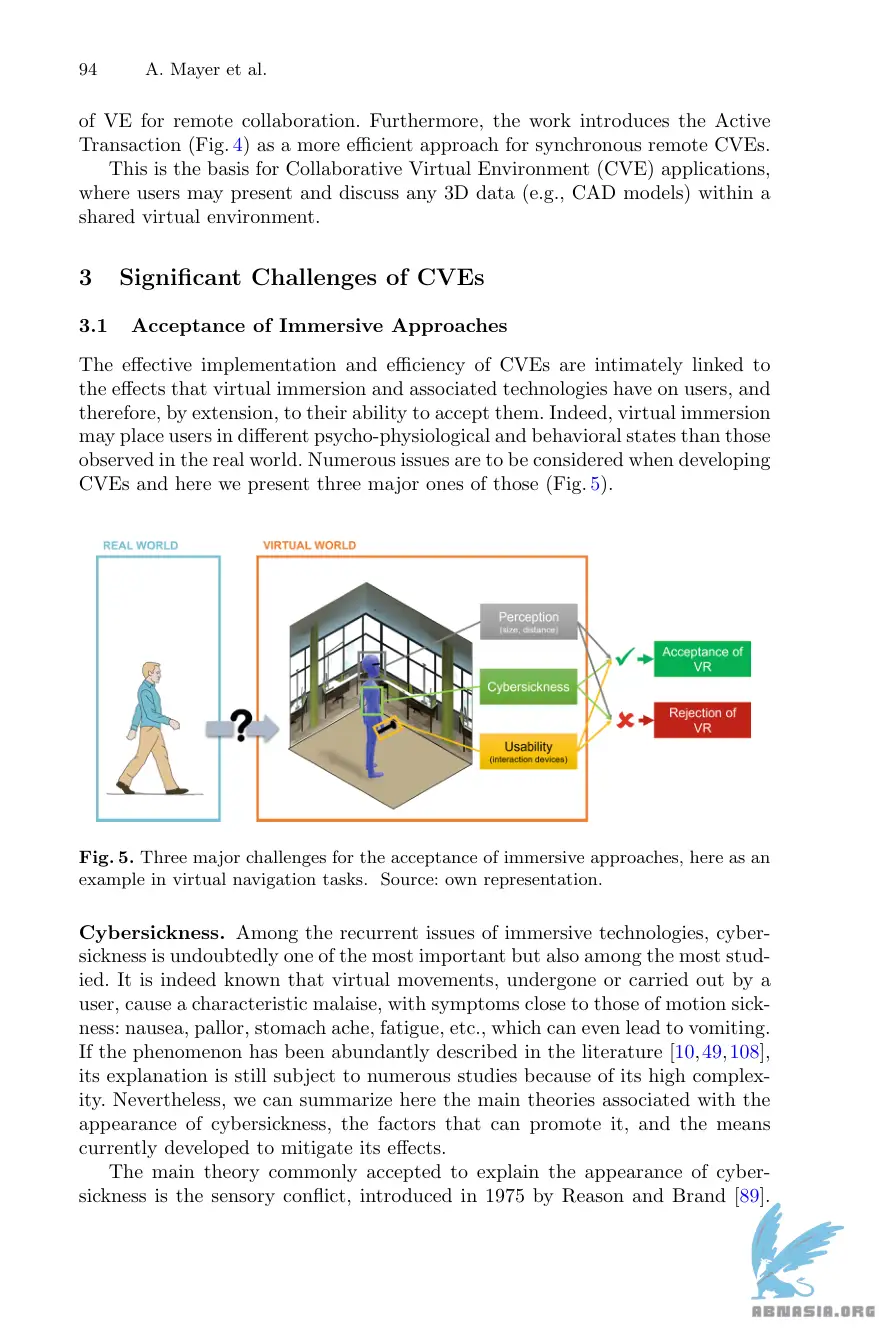 94 A. Mayer et al.
of VE for remote collaboration. Furthermore, the work introduces the Active
Transaction (Fig. 4) as a more efficient approach for synchronous remote CVEs.
This is the basis for Collaborative Virtual Environment (CVE) applications,
where users may present and discuss any 3D data (e.g., CAD models) within a
shared virtual environment.
3 Significant Challenges of CVEs
3.1 Acceptance of Immersive Approaches
The effective implementation and efficiency of CVEs are intimately linked to
the effects that virtual immersion and associated technologies have on users, and
therefore, by extension, to their ability to accept them. Indeed, virtual immersion
may place users in different psycho-physiological and behavioral states than those
observed in the real world. Numerous issues are to be considered when developing
CVEs and here we present three major ones of those (Fig. 5).
REAL WORLD
VIRTUAL WORLD
?
Perception
(size, distance)
Cybersickness
Usability
(interaction devices)
Acceptance of
VR
Rejection of
VR
Fig. 5. Three major challenges for the acceptance of immersive approaches, here as an
example in virtual navigation tasks. Source: own representation.
Cybersickness. Among the recurrent issues of immersive technologies, cyber-
sickness is undoubtedly one of the most important but also among the most stud-
ied. It is indeed known that virtual movements, undergone or carried out by a
user, cause a characteristic malaise, with symptoms close to those of motion sick-
ness: nausea, pallor, stomach ache, fatigue, etc., which can even lead to vomiting.
If the phenomenon has been abundantly described in the literature [10,49,108],
its explanation is still subject to numerous studies because of its high complex-
ity. Nevertheless, we can summarize here the main theories associated with the
appearance of cybersickness, the factors that can promote it, and the means
currently developed to mitigate its effects.
The main theory commonly accepted to explain the appearance of cyber-
sickness is the sensory conflict, introduced in 1975 by Reason and Brand [89].
ABNASIA.ORG